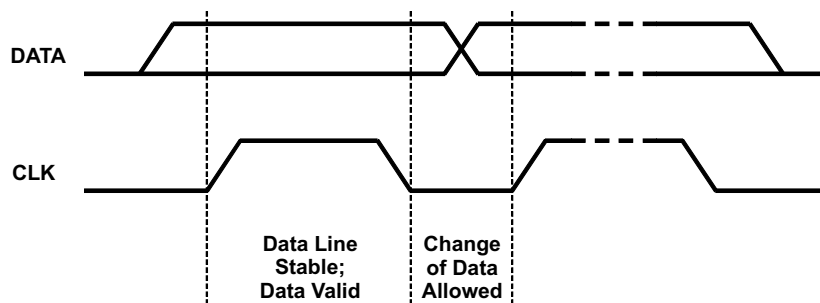 DATA
CLK
Data Line
Stable;
Data Valid
Change
of Data
Allowed